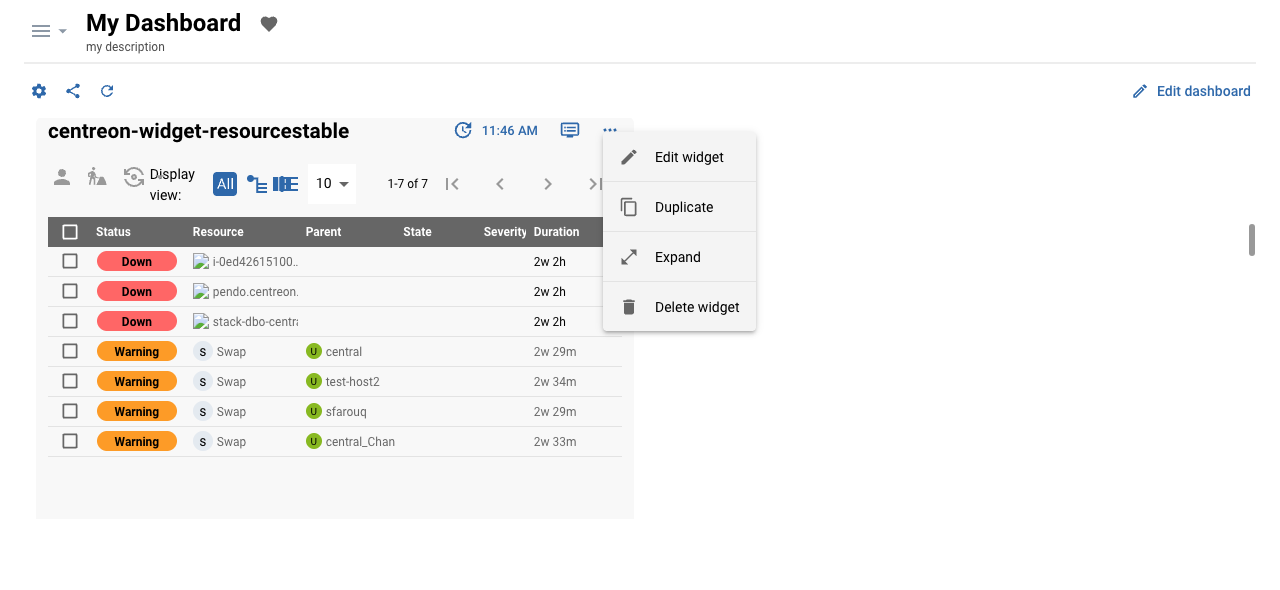 My Dashboard
my description
Edit dashboard
centreon-widget-resourcestable
11:46 AM
Display view:
All
10
1-7 of 7
Edit widget
Duplicate
Expand
Delete widget
Status Resource Parent State Severity Duration
Down i-0ed42615100.. 2w 2h
Down pendo.centreon. 2w 2h
Down stack-dbo-centra 2w 2h
Warning S Swap U central 2w 29m
Warning S Swap U test-host2 2w 34m
Warning S Swap U sfarouq 2w 29m
Warning S Swap U central_Chan 2w 33m